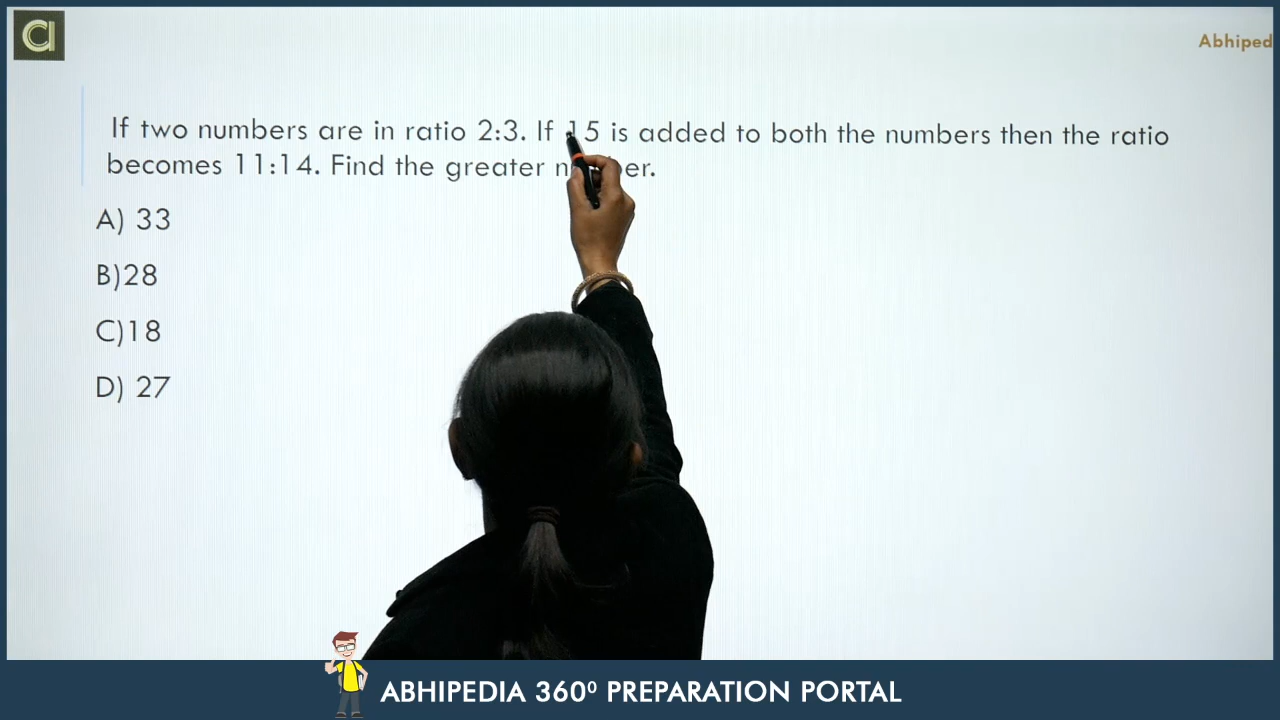 Abhiped
If two numbers are in ratio 2:3. If 15 is added to both the numbers then the ratio
becomes 11:14. Find the greater
A) 33
B)28
C)18
D) 27
ABHIPEDIA 360⁰ PREPARATION PORTAL